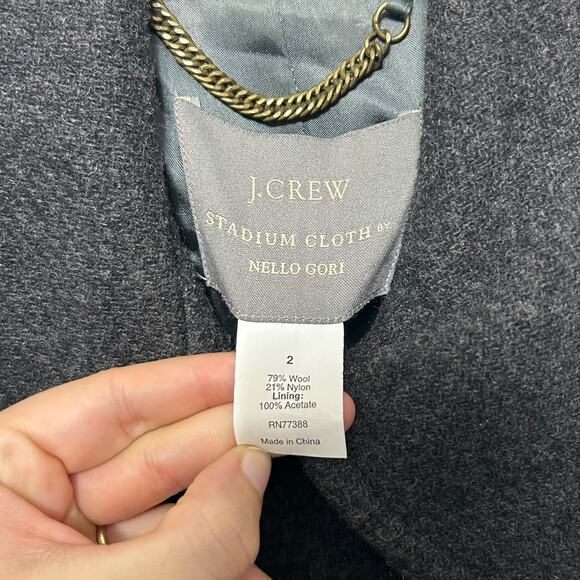 J.CREW
STADIUM CLOTH BY
NELLO GORI
2
79% Wool
21% Nylon
Lining:
100% Acetate
RN77388
Made in China